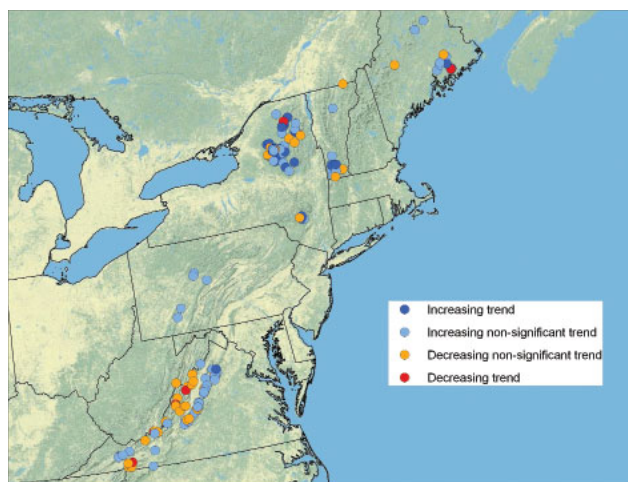 Increasing trend
Increasing non-significant trend
Decreasing non-significant trend
Decreasing trend